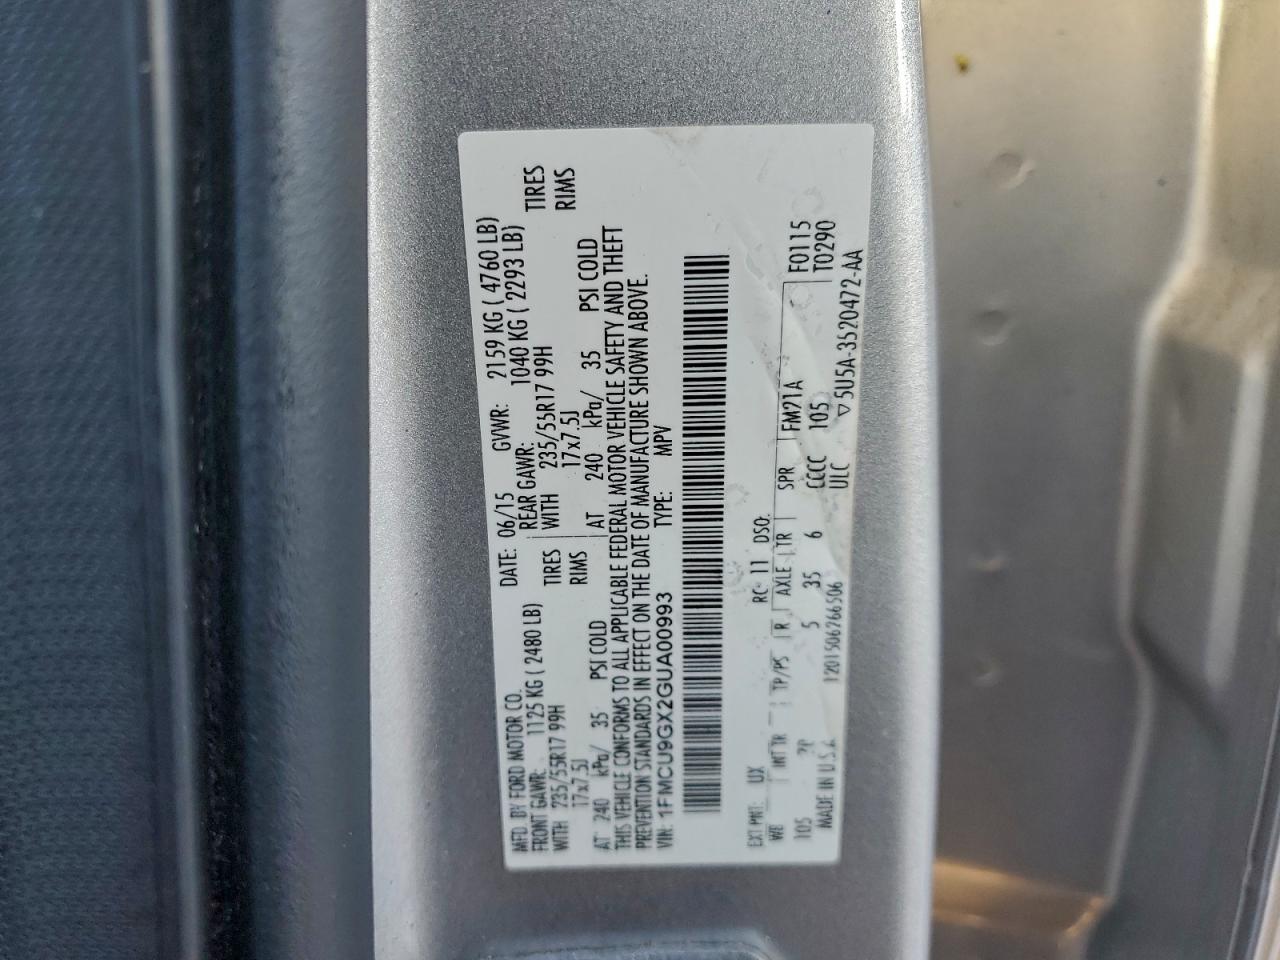 MFD. BY FORD MOTOR CO.
DATE: 06/15 GVWR: 2159 KG ( 4760 LB)
FRONT GAWR: 1125 KG ( 2480 LB)
REAR GAWR: 1040 KG ( 2293 LB)
WITH 235/55R17 99H TIRES
WITH 235/55R17 99H TIRES
17x7.5J RIMS
17x7.5J RIMS
AT 240 kPa/ 35 PSI COLD
AT 240 kPa/ 35 PSI COLD
THIS VEHICLE CONFORMS TO ALL APPLICABLE FEDERAL MOTOR VEHICLE SAFETY AND THEFT
PREVENTION STANDARDS IN EFFECT ON THE DATE OF MANUFACTURE SHOWN ABOVE.
VIN: 1FMCU9GX2GUA00993 TYPE: MPV
EXT PNT: UX RC: 11 DSO:
WB INT TR TP/PS R AXLE TR SPR FM21A F0115
105 5 35 6 CCCC 105 T0290
MADE IN U.S.A. 1201506266506 ULC ▽5U5A-3520472-AA